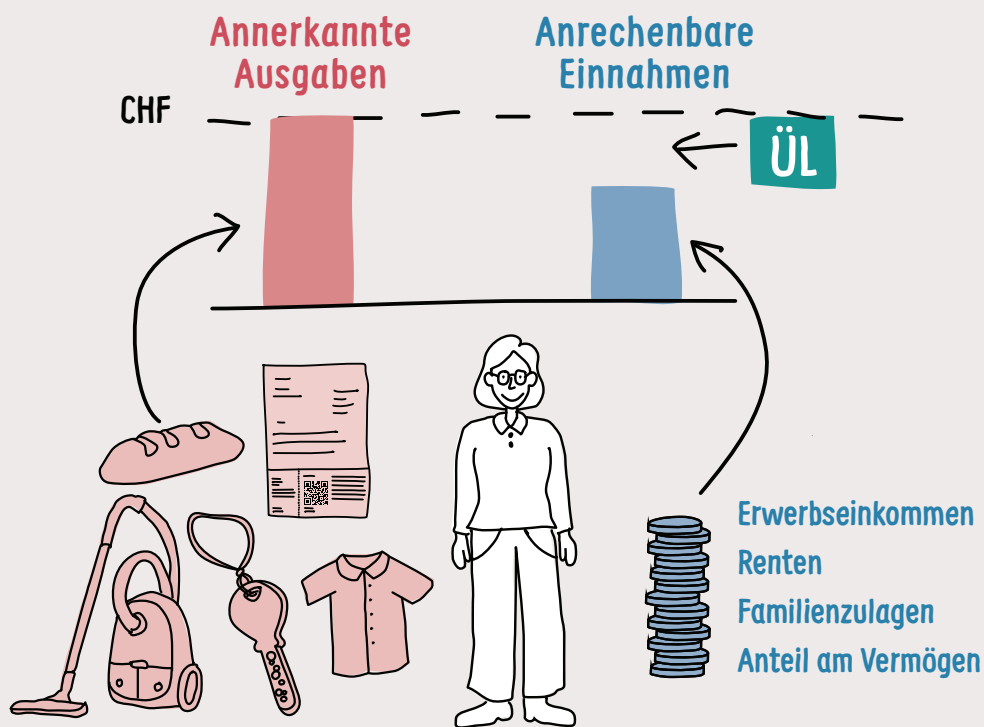 Annerkannte
Ausgaben
Anrechenbare
Einnahmen
CHF
ÜL
Erwerbseinkommen
Renten
Familienzulagen
Anteil am Vermögen